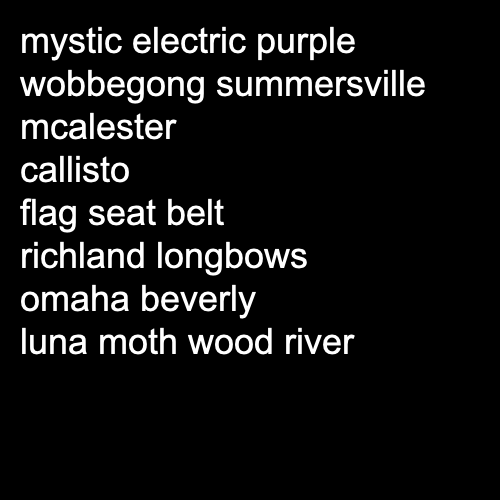 mystic electric purple
wobbegong summersville
mcalester
callisto
flag seat belt
richland longbows
omaha beverly
luna moth wood river